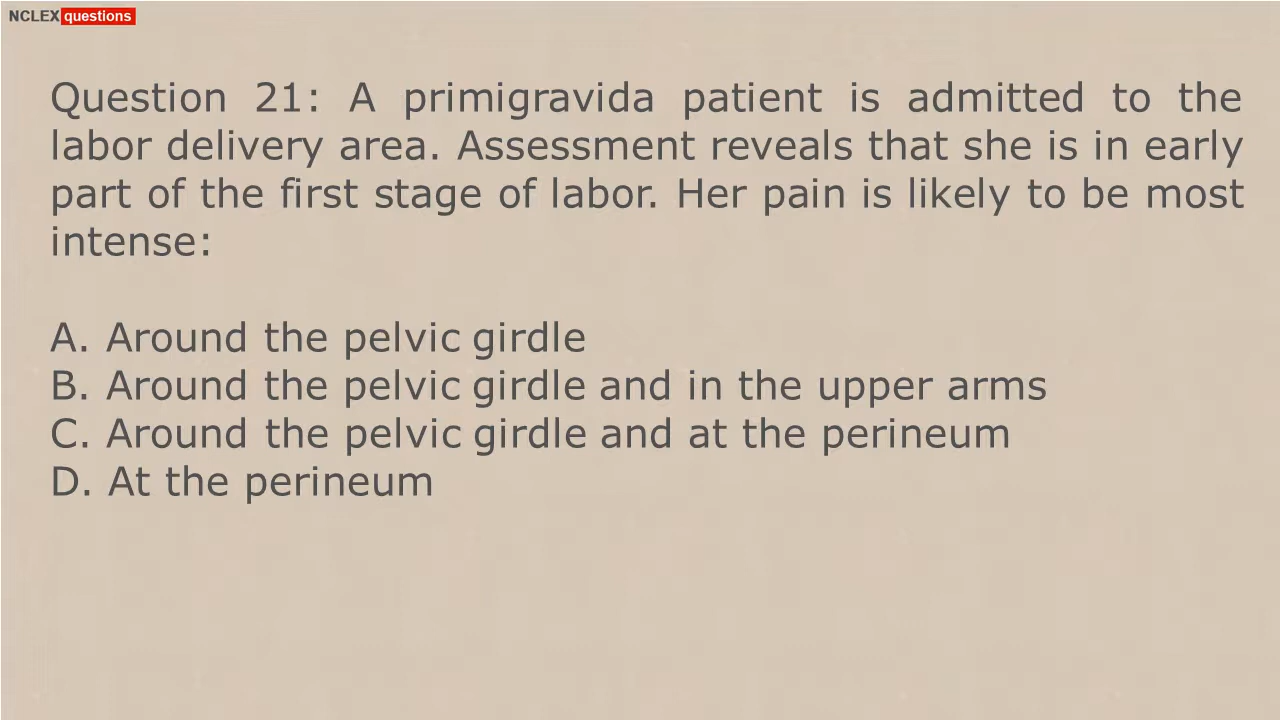 NCLEX questions
Question 21: A primigravida patient is admitted to the
labor delivery area. Assessment reveals that she is in early
part of the first stage of labor. Her pain is likely to be most
intense:
A. Around the pelvic girdle
B. Around the pelvic girdle and in the upper arms
C. Around the pelvic girdle and at the perineum
D. At the perineum